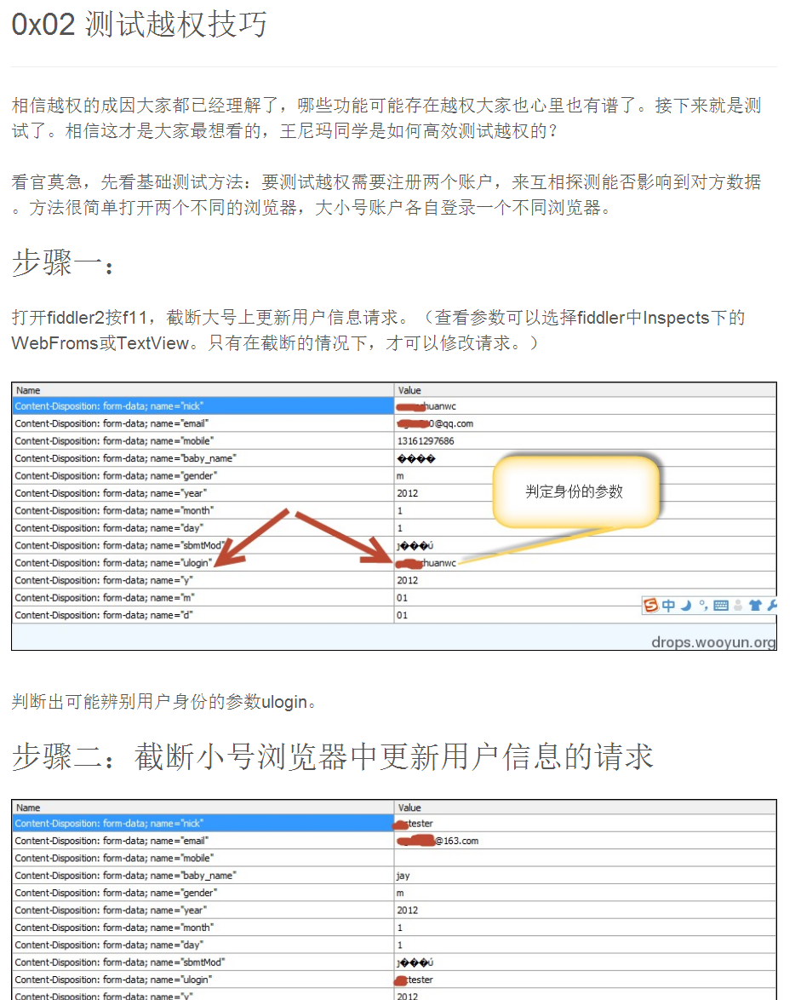 0x02 测试越权技巧
相信越权的成因大家都已经理解了，哪些功能可能存在越权大家也心里也有谱了。接下来就是测
试了。相信这才是大家最想看的，王尼玛同学是如何高效测试越权的？
看官莫急，先看基础测试方法：要测试越权需要注册两个账户，来互相探测能否影响到对方数据
。方法很简单打开两个不同的浏览器，大小号账户各自登录一个不同浏览器。
步骤一：
打开fiddler2按f11，截断大号上更新用户信息请求。（查看参数可以选择fiddler中Inspects下的
WebFroms或TextView。只有在截断的情况下，才可以修改请求。）
Name Value
Content-Disposition: form-data; name="nick" huanwc
Content-Disposition: form-data; name="email" 0@qq.com
Content-Disposition: form-data; name="mobile" 13161297686
Content-Disposition: form-data; name="baby_name" ����
Content-Disposition: form-data; name="gender" m
Content-Disposition: form-data; name="year" 2012
判定身份的参数
Content-Disposition: form-data; name="month" 1
Content-Disposition: form-data; name="day" 1
Content-Disposition: form-data; name="sbmtMod" ȷ���ύ
Content-Disposition: form-data; name="ulogin" huanwc
Content-Disposition: form-data; name="y" 2012
Content-Disposition: form-data; name="m" 01
Content-Disposition: form-data; name="d" 01
中
drops.wooyun.org
判断出可能辨别用户身份的参数ulogin。
步骤二：截断小号浏览器中更新用户信息的请求
Name Value
Content-Disposition: form-data; name="nick" tester
Content-Disposition: form-data; name="email" @163.com
Content-Disposition: form-data; name="mobile"
Content-Disposition: form-data; name="baby_name" jay
Content-Disposition: form-data; name="gender" m
Content-Disposition: form-data; name="year" 2012
Content-Disposition: form-data; name="month" 1
Content-Disposition: form-data; name="day" 1
Content-Disposition: form-data; name="sbmtMod" ȷ���ύ
Content-Disposition: form-data; name="ulogin" tester
Content-Disposition: form-data; name="y" 2012